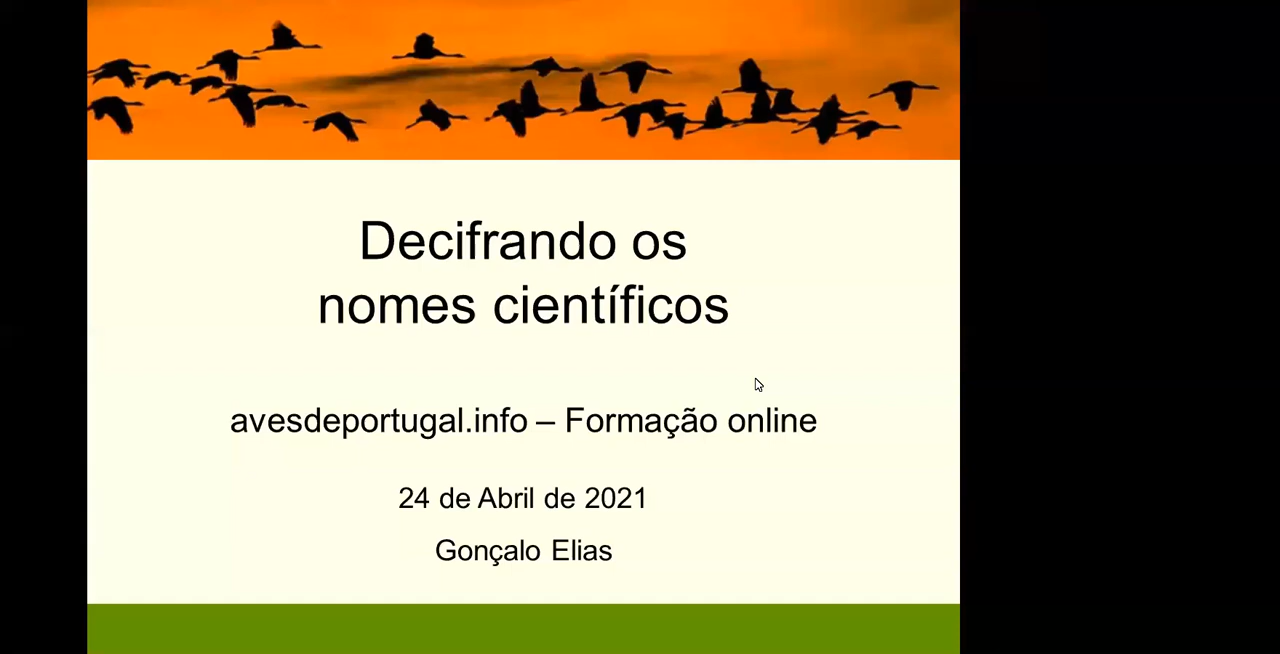 Decifrando os
nomes científicos
avesdeportugal.info – Formação online
24 de Abril de 2021
Gonçalo Elias